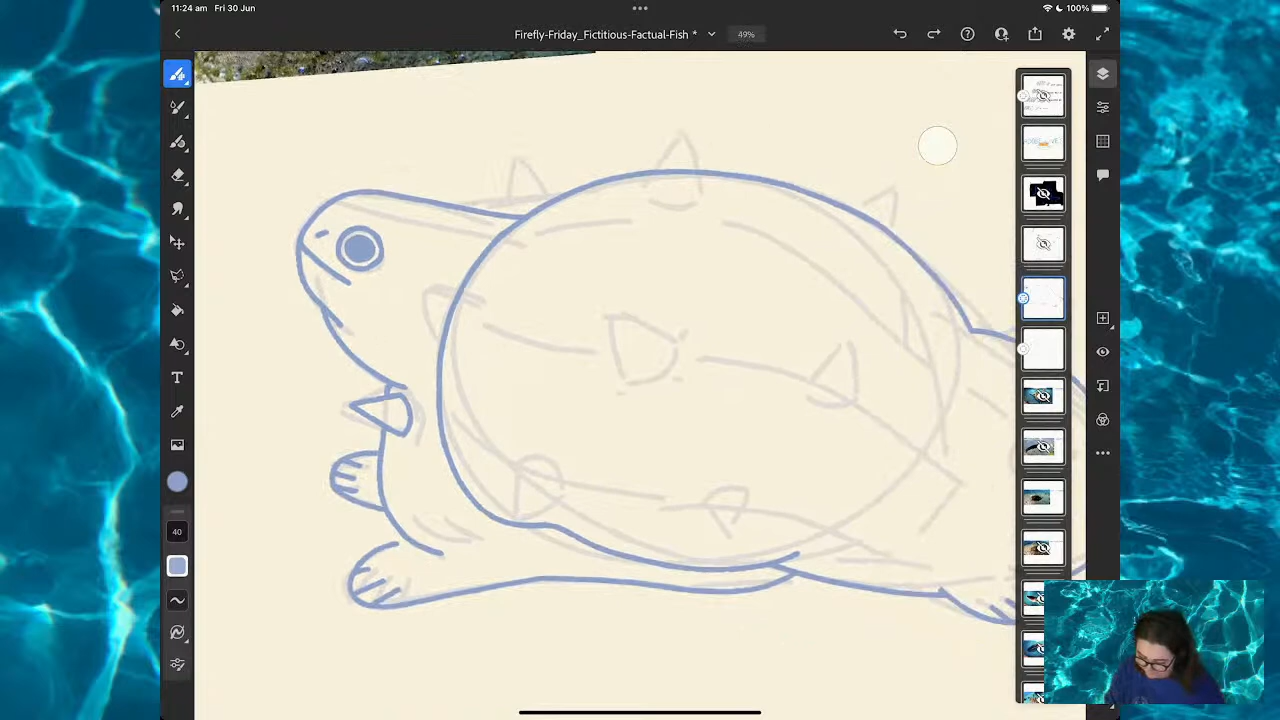 11:24 am Fri 30 Jun
100%
Firefly-Friday_Fictitious-Factual-Fish *
49%
T
40